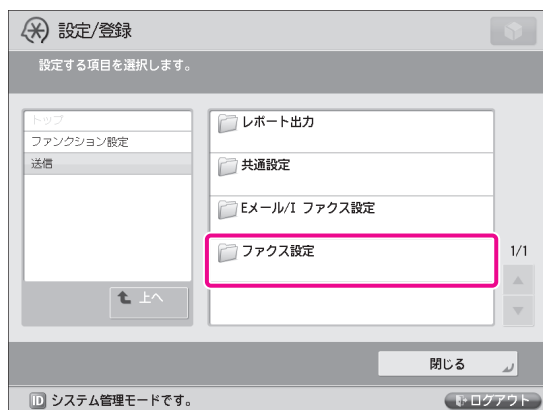 設定/登録
設定する項目を選択します。
トップ
ファンクション設定
送信
上へ
レポート出力
共通設定
Eメール/I ファクス設定
ファクス設定
1/1
閉じる
ID システム管理モードです。
ログアウト